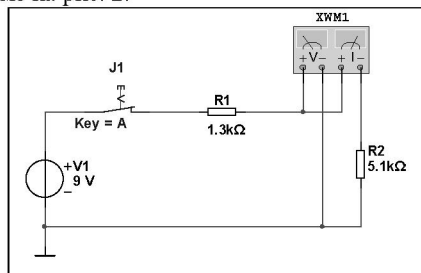 XWM1
+V- +I-
J1
Key = A
R1
1.3kΩ
+V1
9 V
R2
5.1kΩ